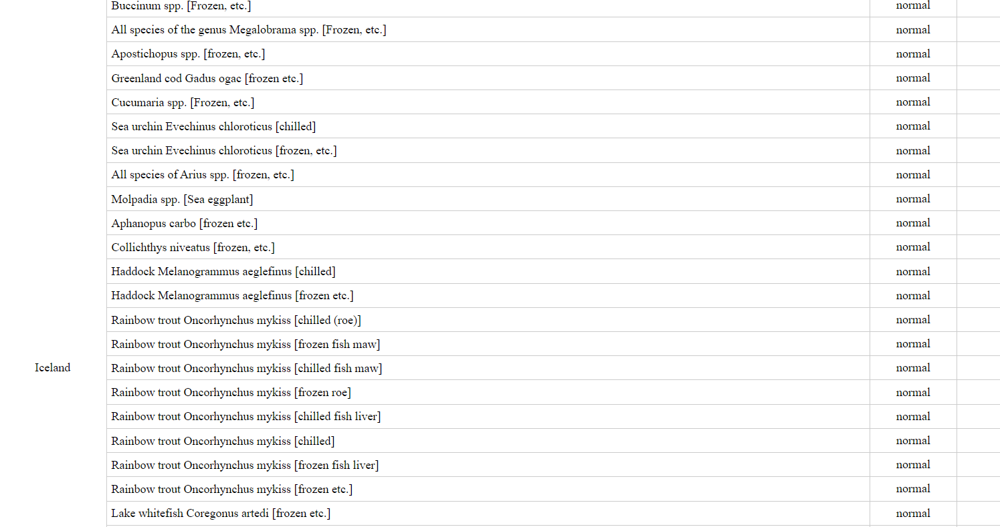 Buccinum spp. [Frozen, etc.] normal
All species of the genus Megalobrama spp. [Frozen, etc.] normal
Apostichopus spp. [frozen, etc.] normal
Greenland cod Gadus ogac [frozen etc.] normal
Cucumaria spp. [Frozen, etc.] normal
Sea urchin Evechinus chloroticus [chilled] normal
Sea urchin Evechinus chloroticus [frozen, etc.] normal
All species of Arius spp. [frozen, etc.] normal
Molpadia spp. [Sea eggplant] normal
Aphanopus carbo [frozen etc.] normal
Collichthys niveatus [frozen, etc.] normal
Haddock Melanogrammus aeglefinus [chilled] normal
Haddock Melanogrammus aeglefinus [frozen etc.] normal
Rainbow trout Oncorhynchus mykiss [chilled (roe)] normal
Rainbow trout Oncorhynchus mykiss [frozen fish maw] normal
Iceland Rainbow trout Oncorhynchus mykiss [chilled fish maw] normal
Rainbow trout Oncorhynchus mykiss [frozen roe] normal
Rainbow trout Oncorhynchus mykiss [chilled fish liver] normal
Rainbow trout Oncorhynchus mykiss [chilled] normal
Rainbow trout Oncorhynchus mykiss [frozen fish liver] normal
Rainbow trout Oncorhynchus mykiss [frozen etc.] normal
Lake whitefish Coregonus artedi [frozen etc.] normal